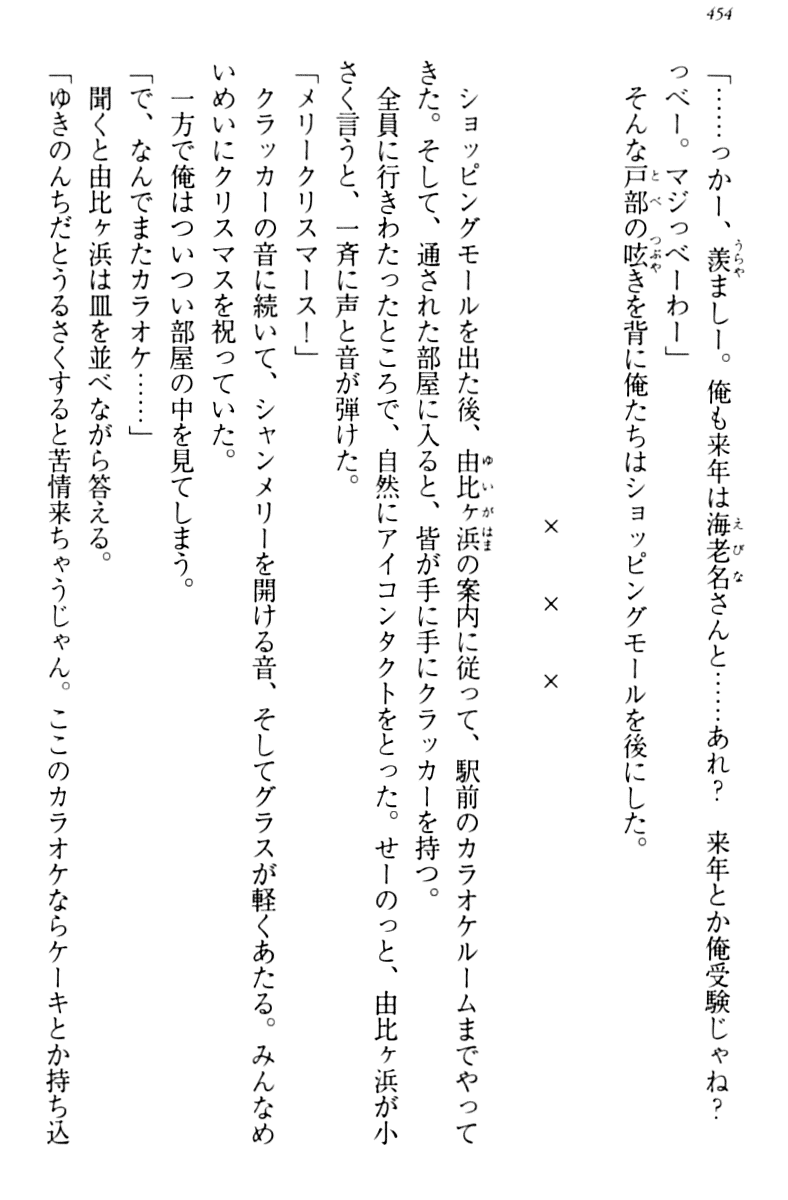 454
「……っかー、羨ましー。俺も来年は海老名さんと……あれ?　来年とか俺受験じゃね?
っべー。マジっべーわー」
そんな戸部の呟きを背に俺たちはショッピングモールを後にした。
×　×　×
ショッピングモールを出た後、由比ヶ浜の案内に従って、駅前のカラオケルームまでやって
きた。そして、通された部屋に入ると、皆が手に手にクラッカーを持つ。
全員に行きわたったところで、自然にアイコンタクトをとった。せーのっと、由比ヶ浜が小
さく言うと、一斉に声と音が弾けた。
「メリークリスマース!」
クラッカーの音に続いて、シャンメリーを開ける音、そしてグラスが軽くあたる。みんなめ
いめいにクリスマスを祝っていた。
一方で俺はついつい部屋の中を見てしまう。
「で、なんでまたカラオケ……」
聞くと由比ヶ浜は皿を並べながら答える。
「ゆきのんちだとうるさくすると苦情来ちゃうじゃん。ここのカラオケならケーキとか持ち込